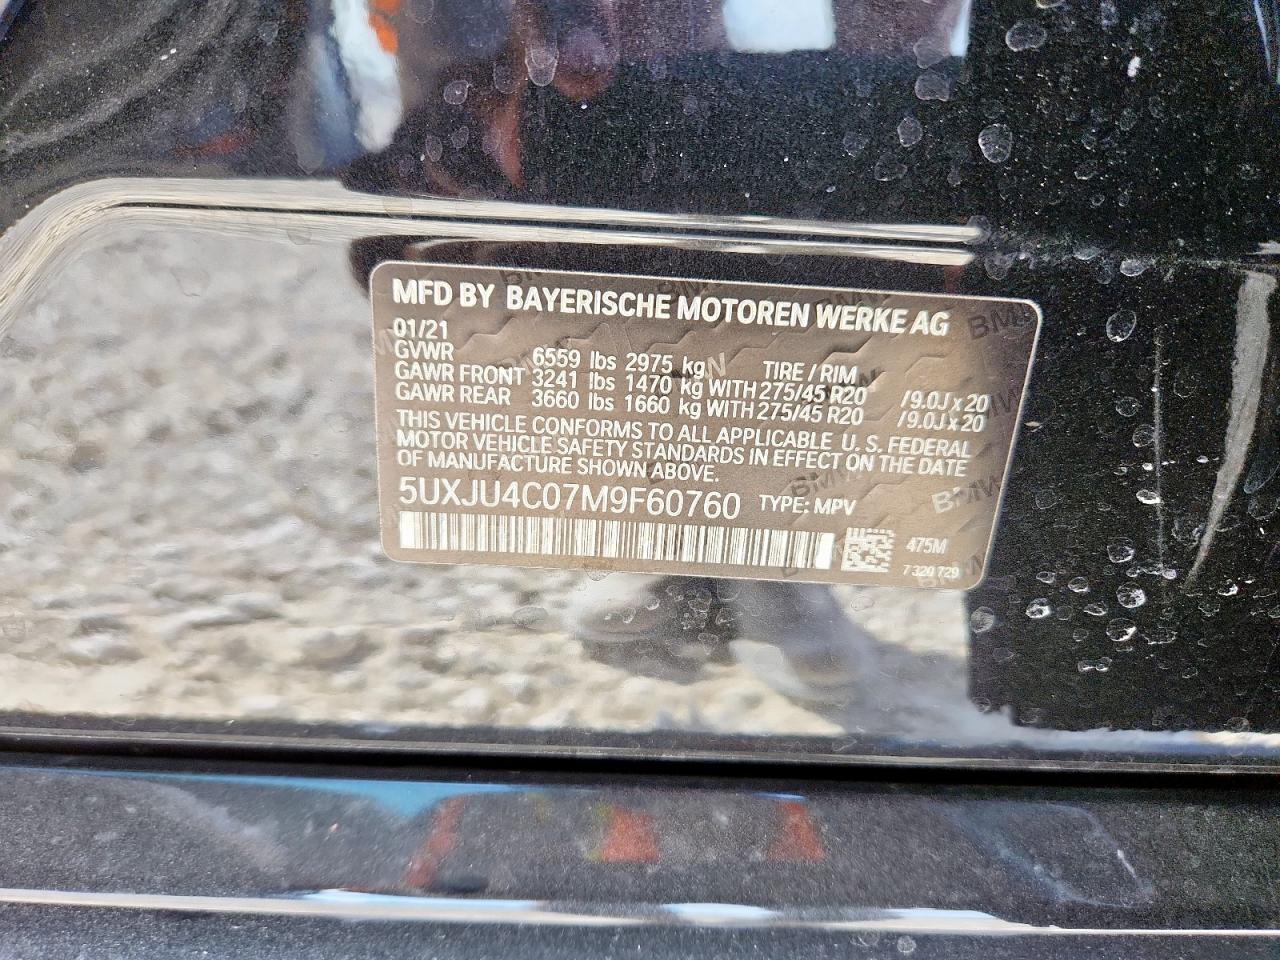 MFD BY BAYERISCHE MOTOREN WERKE AG
01/21
GVWR 6559 lbs 2975 kg TIRE / RIM
GAWR FRONT 3241 lbs 1470 kg WITH 275/45 R20 /9.0J x 20
GAWR REAR 3660 lbs 1660 kg WITH 275/45 R20 /9.0J x 20
THIS VEHICLE CONFORMS TO ALL APPLICABLE U. S. FEDERAL
MOTOR VEHICLE SAFETY STANDARDS IN EFFECT ON THE DATE
OF MANUFACTURE SHOWN ABOVE.
5UXJU4C07M9F60760 TYPE: MPV
475M
7 320 729